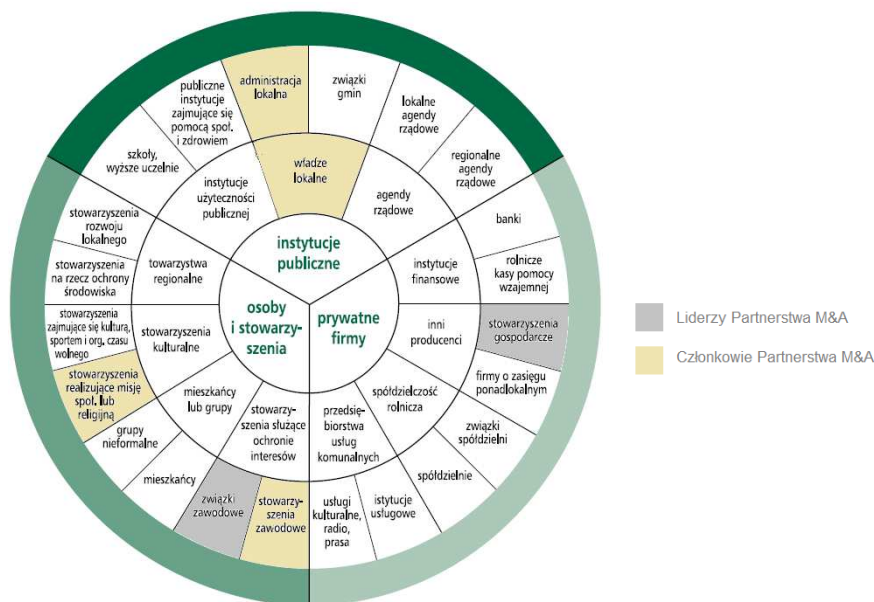 publiczne
instytucje
zajmujące się
pomocą społ.
i zdrowiem
administracja
lokalna
związki
gmin
lokalne
agendy
rządowe
regionalne
agendy
rządowe
szkoły,
wyższe uczelnie
instytucje
użyteczności
publicznej
władze
lokalne
agendy
rządowe
instytucje
publiczne
stowarzyszenia
rozwoju
lokalnego
stowarzyszenia
na rzecz ochrony
środowiska
stowarzyszenia
zajmujące się kulturą,
sportem i org. czasu
wolnego
stowarzyszenia
realizujące misję
społ. lub
religijną
grupy
nieformalne
mieszkańcy
związki
zawodowe
stowarzy-
szenia
zawodowe
towarzystwa
regionalne
stowarzyszenia
kulturalne
mieszkańcy
lub grupy
stowarzy-
szenia służące
ochronie
interesów
osoby
i stowarzy-
szenia
prywatne
firmy
instytucje
finansowe
inni
producenci
spółdzielczość
rolnicza
przedsię-
biorstwa
usług
komunalnych
banki
rolnicze
kasy pomocy
wzajemnej
stowarzyszenia
gospodarcze
firmy o zasięgu
ponadlokalnym
związki
spółdzielni
spółdzielnie
istytucje
usługowe
usługi
kulturalne,
radio,
prasa
Liderzy Partnerstwa M&A
Członkowie Partnerstwa M&A